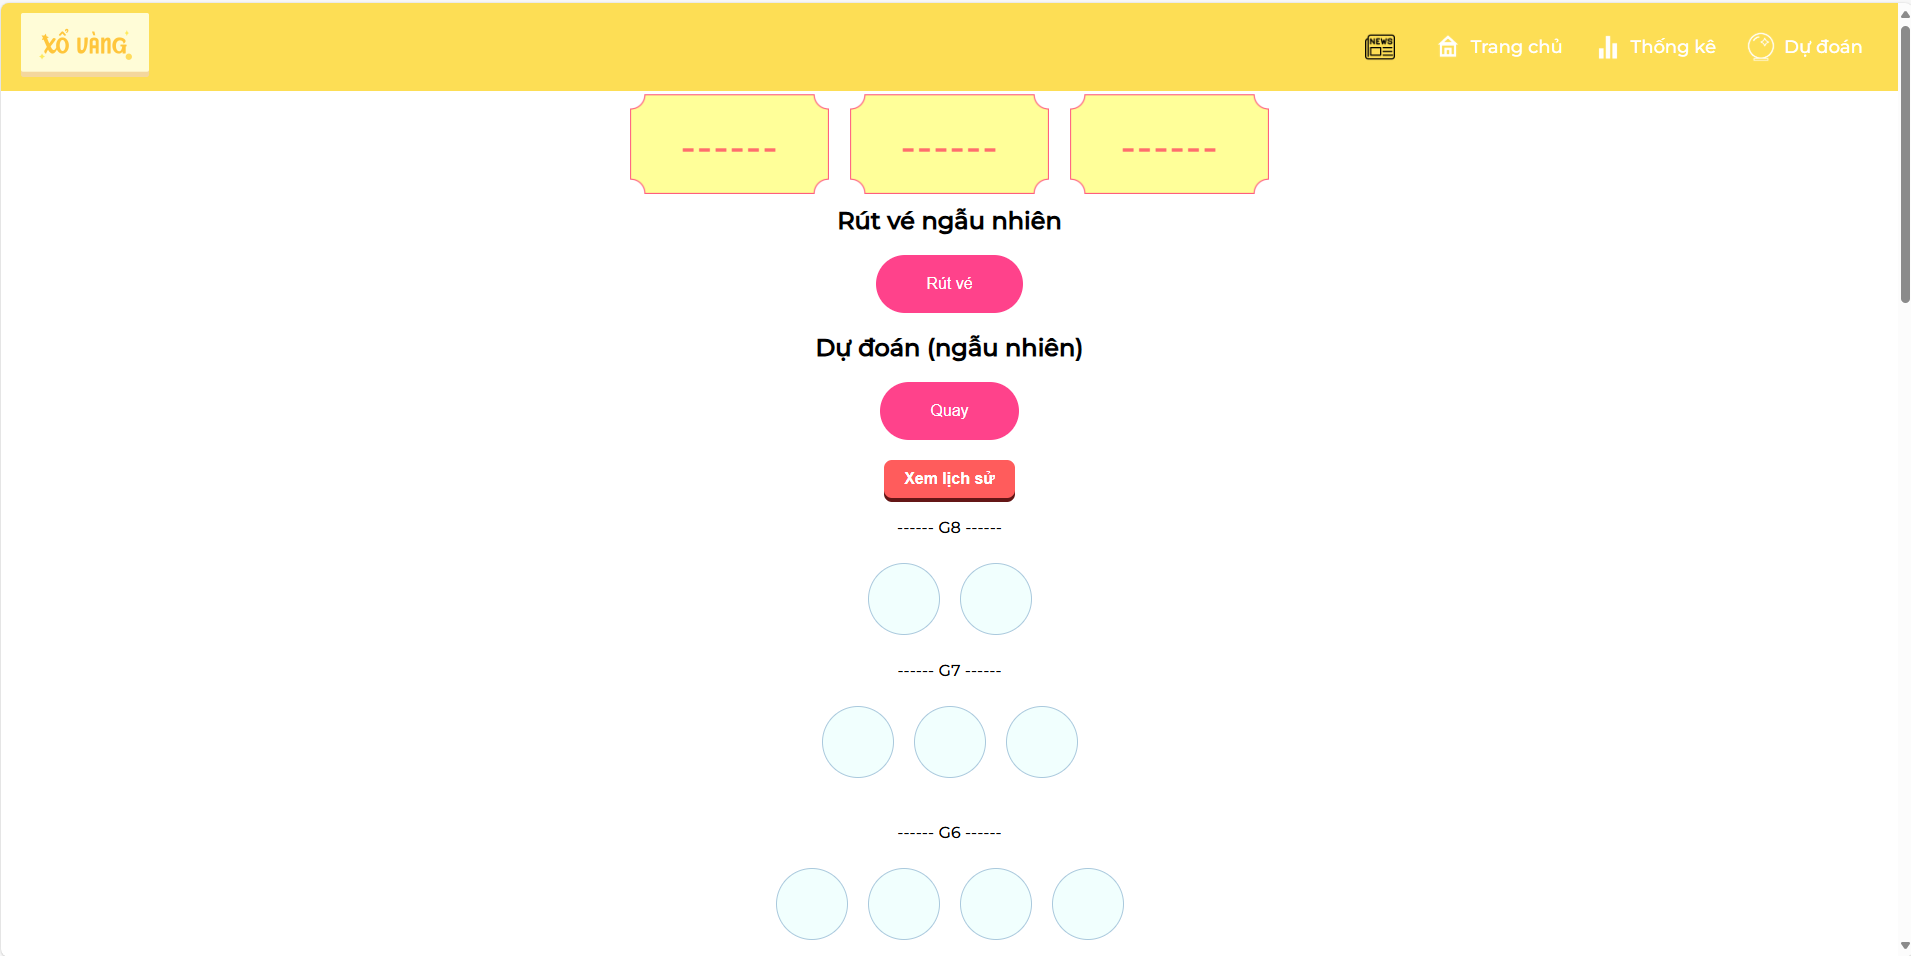 XỔ VÀNG
NEWS
Trang chủ
Thống kê
Dự đoán
------
------
------
Rút vé ngẫu nhiên
Rút vé
Dự đoán (ngẫu nhiên)
Quay
Xem lịch sử
------ G8 ------
------ G7 ------
------ G6 ------